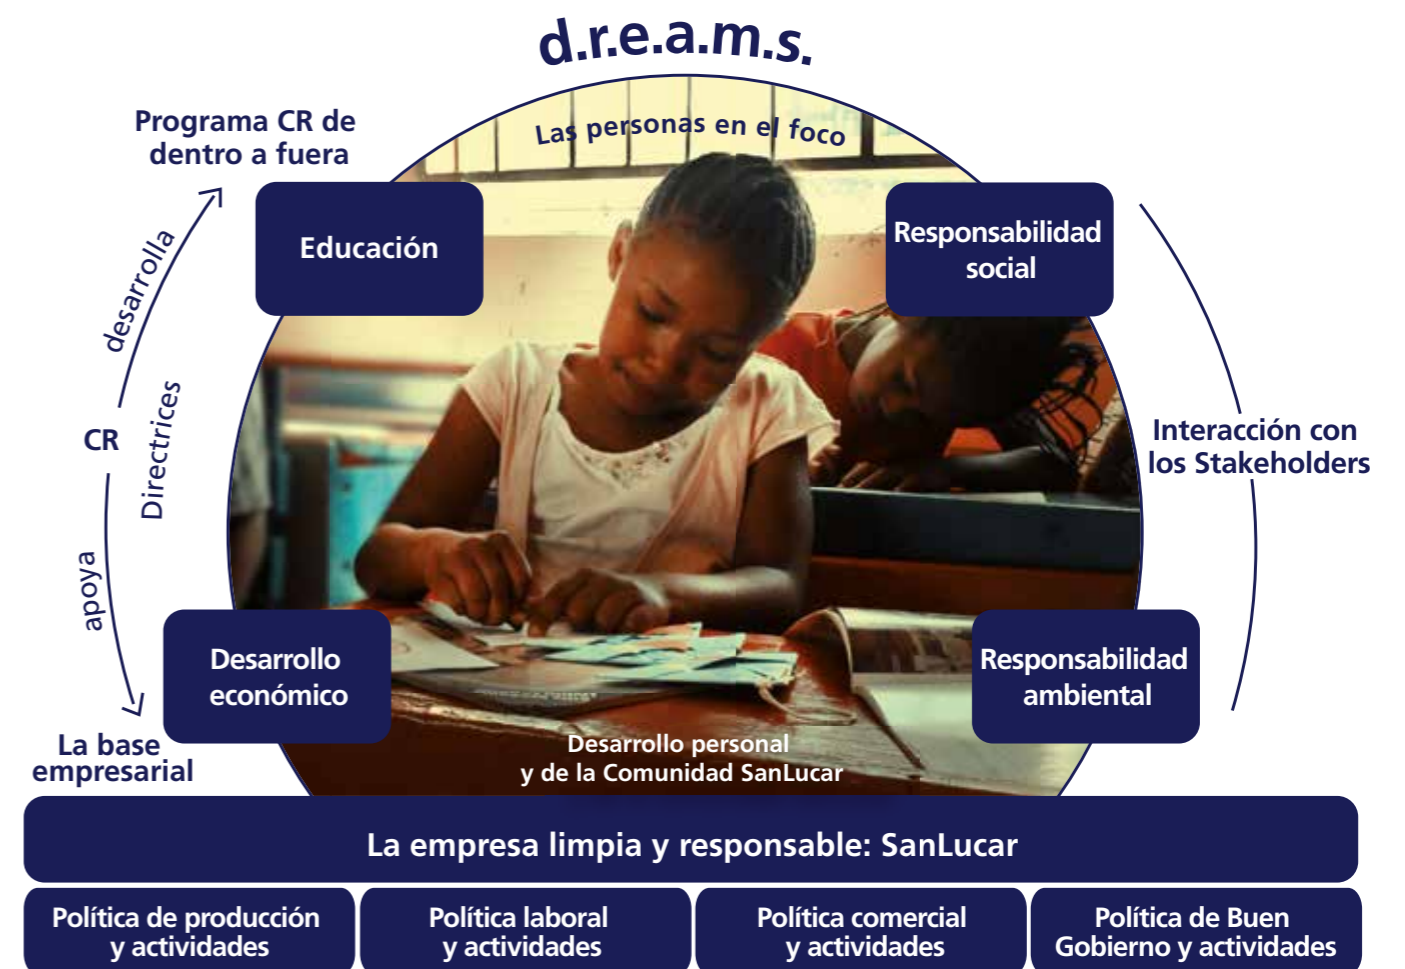 d.r.e.a.m.s.
Las personas en el foco
Programa CR de
dentro a fuera
Educación
Responsabilidad
social
desarrolla
Directrices
CR
apoya
Interacción con
los Stakeholders
Desarrollo
económico
Responsabilidad
ambiental
La base
empresarial
Desarrollo personal
y de la Comunidad SanLucar
La empresa limpia y responsable: SanLucar
Política de producción
y actividades
Política laboral
y actividades
Política comercial
y actividades
Política de Buen
Gobierno y actividades